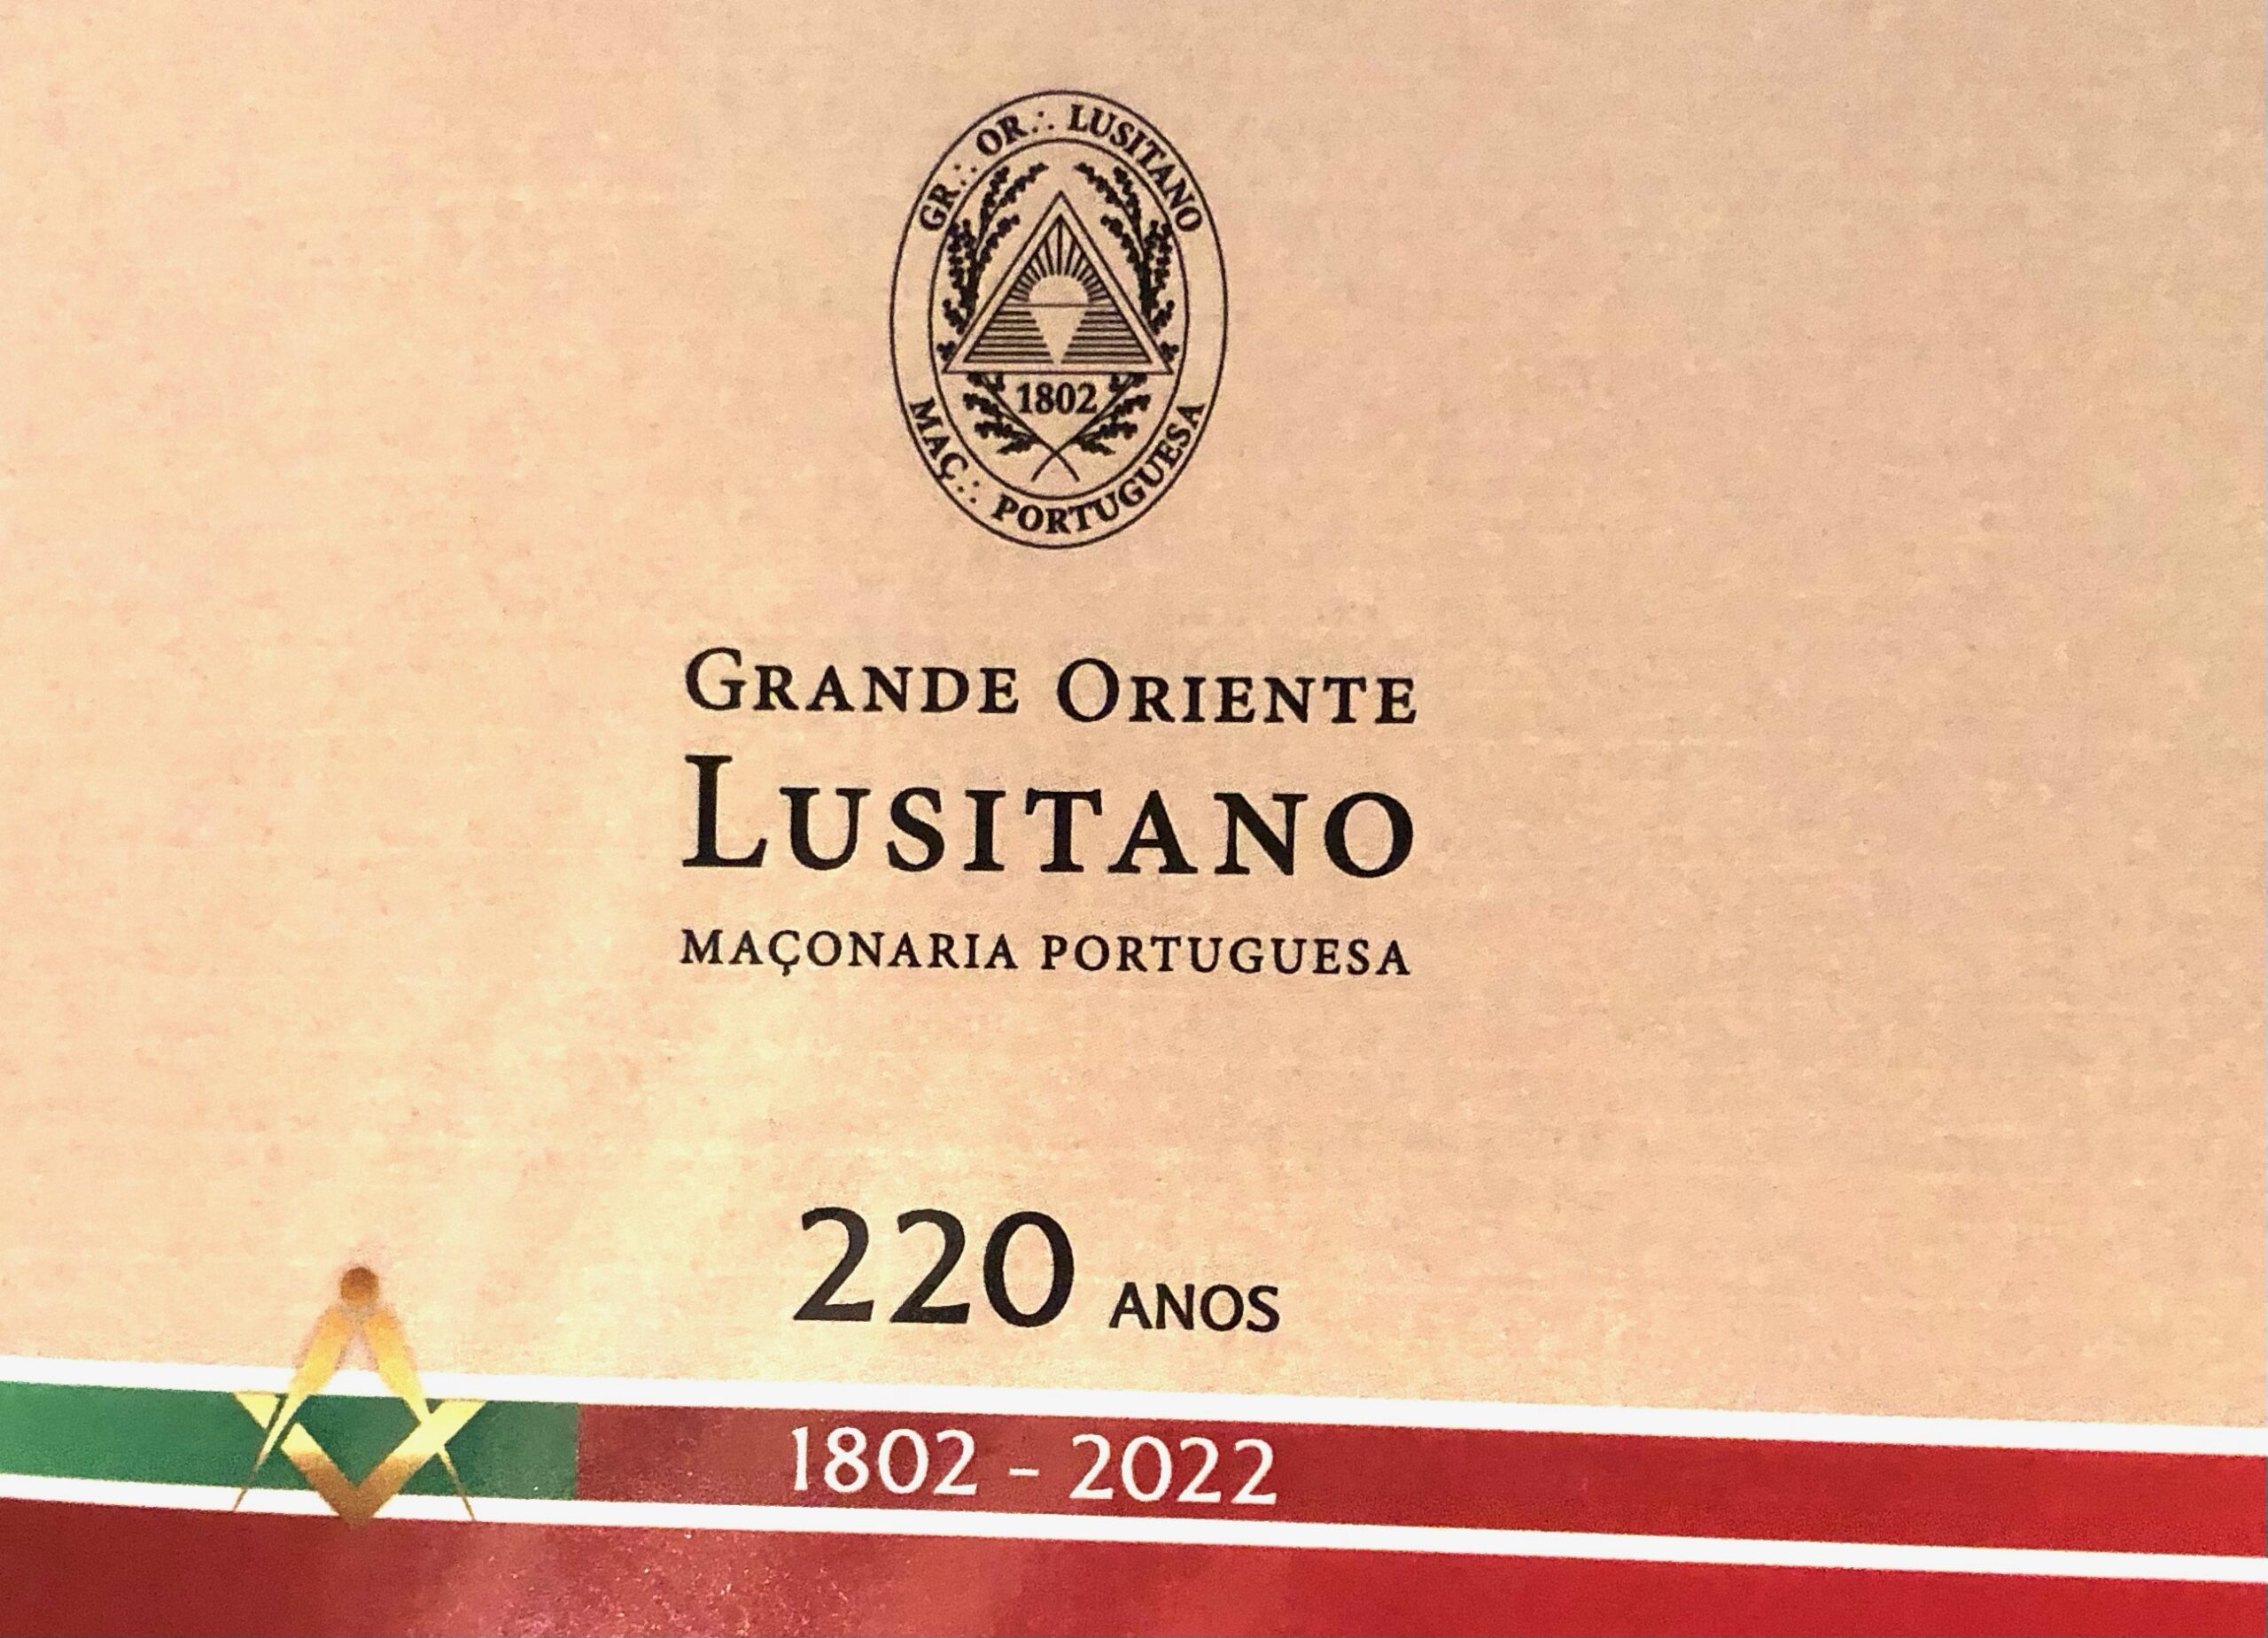 GR∴ OR∴ LUSITANO
1802
MAÇ∴ PORTUGUESA
GRANDE ORIENTE
LUSITANO
MAÇONARIA PORTUGUESA
220 ANOS
1802 - 2022